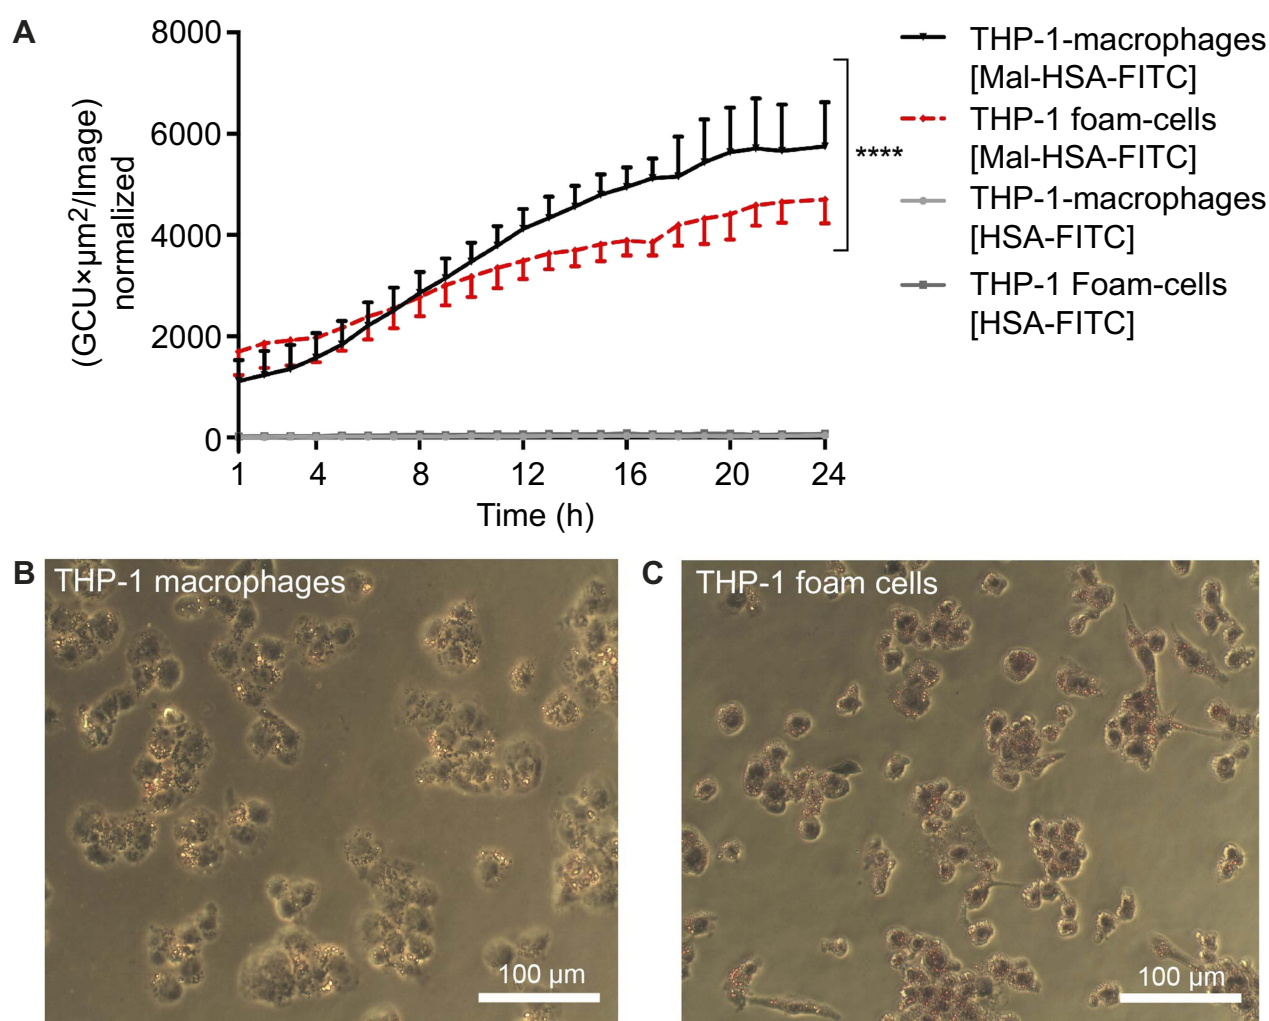 A
8000
6000
4000
2000
0
(GCU×µm²/Image)
normalized
1 4 8 12 16 20 24
Time (h)
****
THP-1-macrophages
[Mal-HSA-FITC]
THP-1 foam-cells
[Mal-HSA-FITC]
THP-1-macrophages
[HSA-FITC]
THP-1 Foam-cells
[HSA-FITC]
B
THP-1 macrophages
100 µm
C
THP-1 foam cells
100 µm